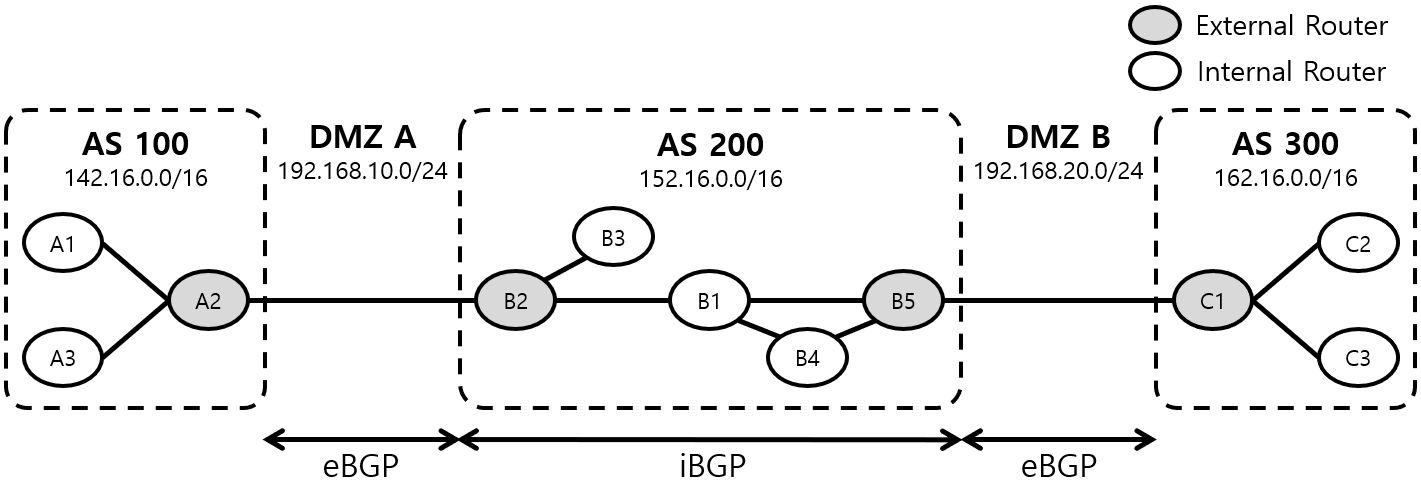 External Router
Internal Router
AS 100
142.16.0.0/16
DMZ A
192.168.10.0/24
AS 200
152.16.0.0/16
DMZ B
192.168.20.0/24
AS 300
162.16.0.0/16
A1
A2
A3
B3
B2
B1
B5
B4
C2
C1
C3
eBGP
iBGP
eBGP